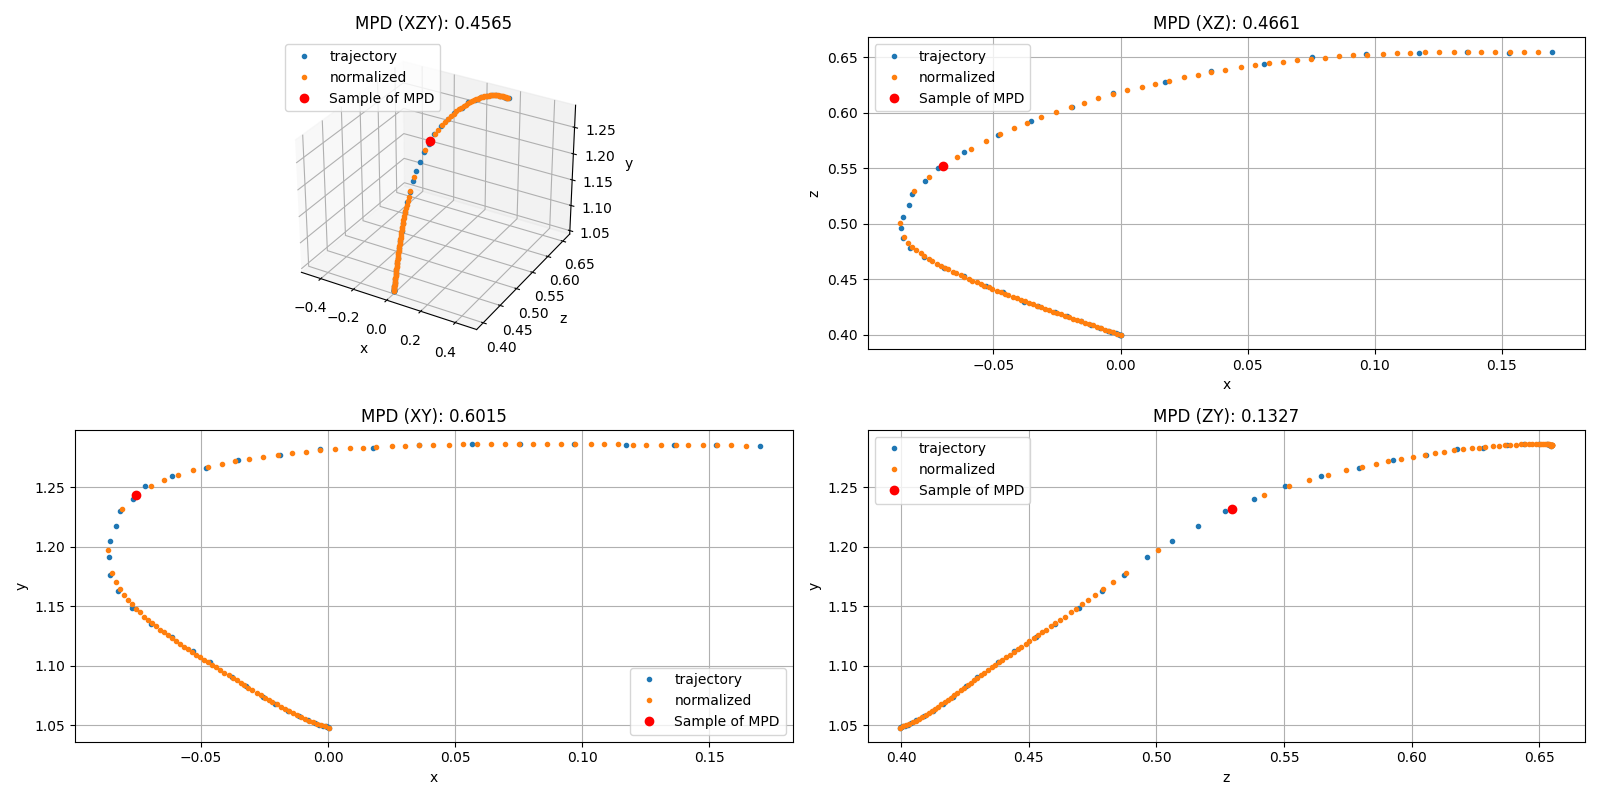 MPD (XZY): 0.4565
trajectory
normalized
Sample of MPD
1.25
1.20
1.15
1.10
1.05
y
0.65
0.60
0.55
0.50
0.45
0.40
z
−0.4
−0.2
0.0
0.2
0.4
x
MPD (XZ): 0.4661
trajectory
normalized
Sample of MPD
0.65
0.60
0.55
0.50
0.45
0.40
z
−0.05 0.00 0.05 0.10 0.15
x
MPD (XY): 0.6015
1.25
1.20
1.15
1.10
1.05
y
trajectory
normalized
Sample of MPD
−0.05 0.00 0.05 0.10 0.15
x
MPD (ZY): 0.1327
trajectory
normalized
Sample of MPD
1.25
1.20
1.15
1.10
1.05
y
0.40 0.45 0.50 0.55 0.60 0.65
z